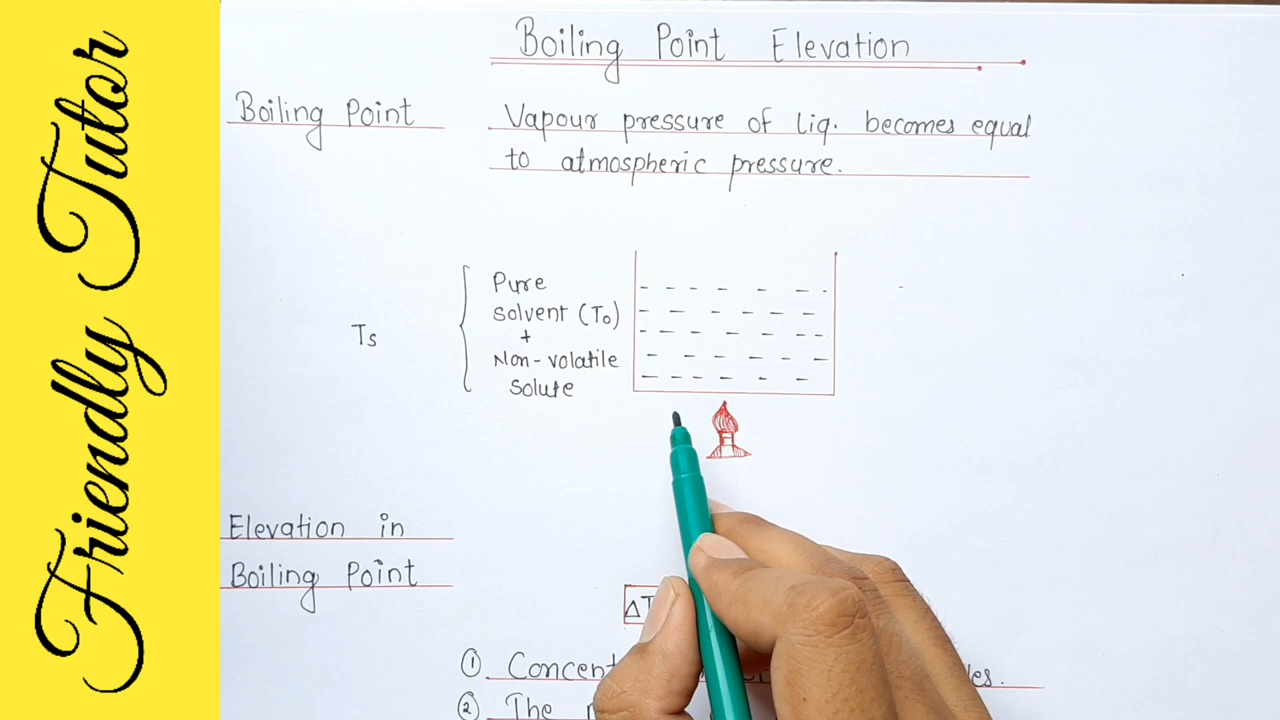 Friendly Tutor
Boiling Point Elevation
Boiling Point
Vapour pressure of liq. becomes equal
to atmospheric pressure.
Ts
Pure
Solvent (To)
+
Non-volatile
Solute
Elevation in
Boiling Point
① 
② The